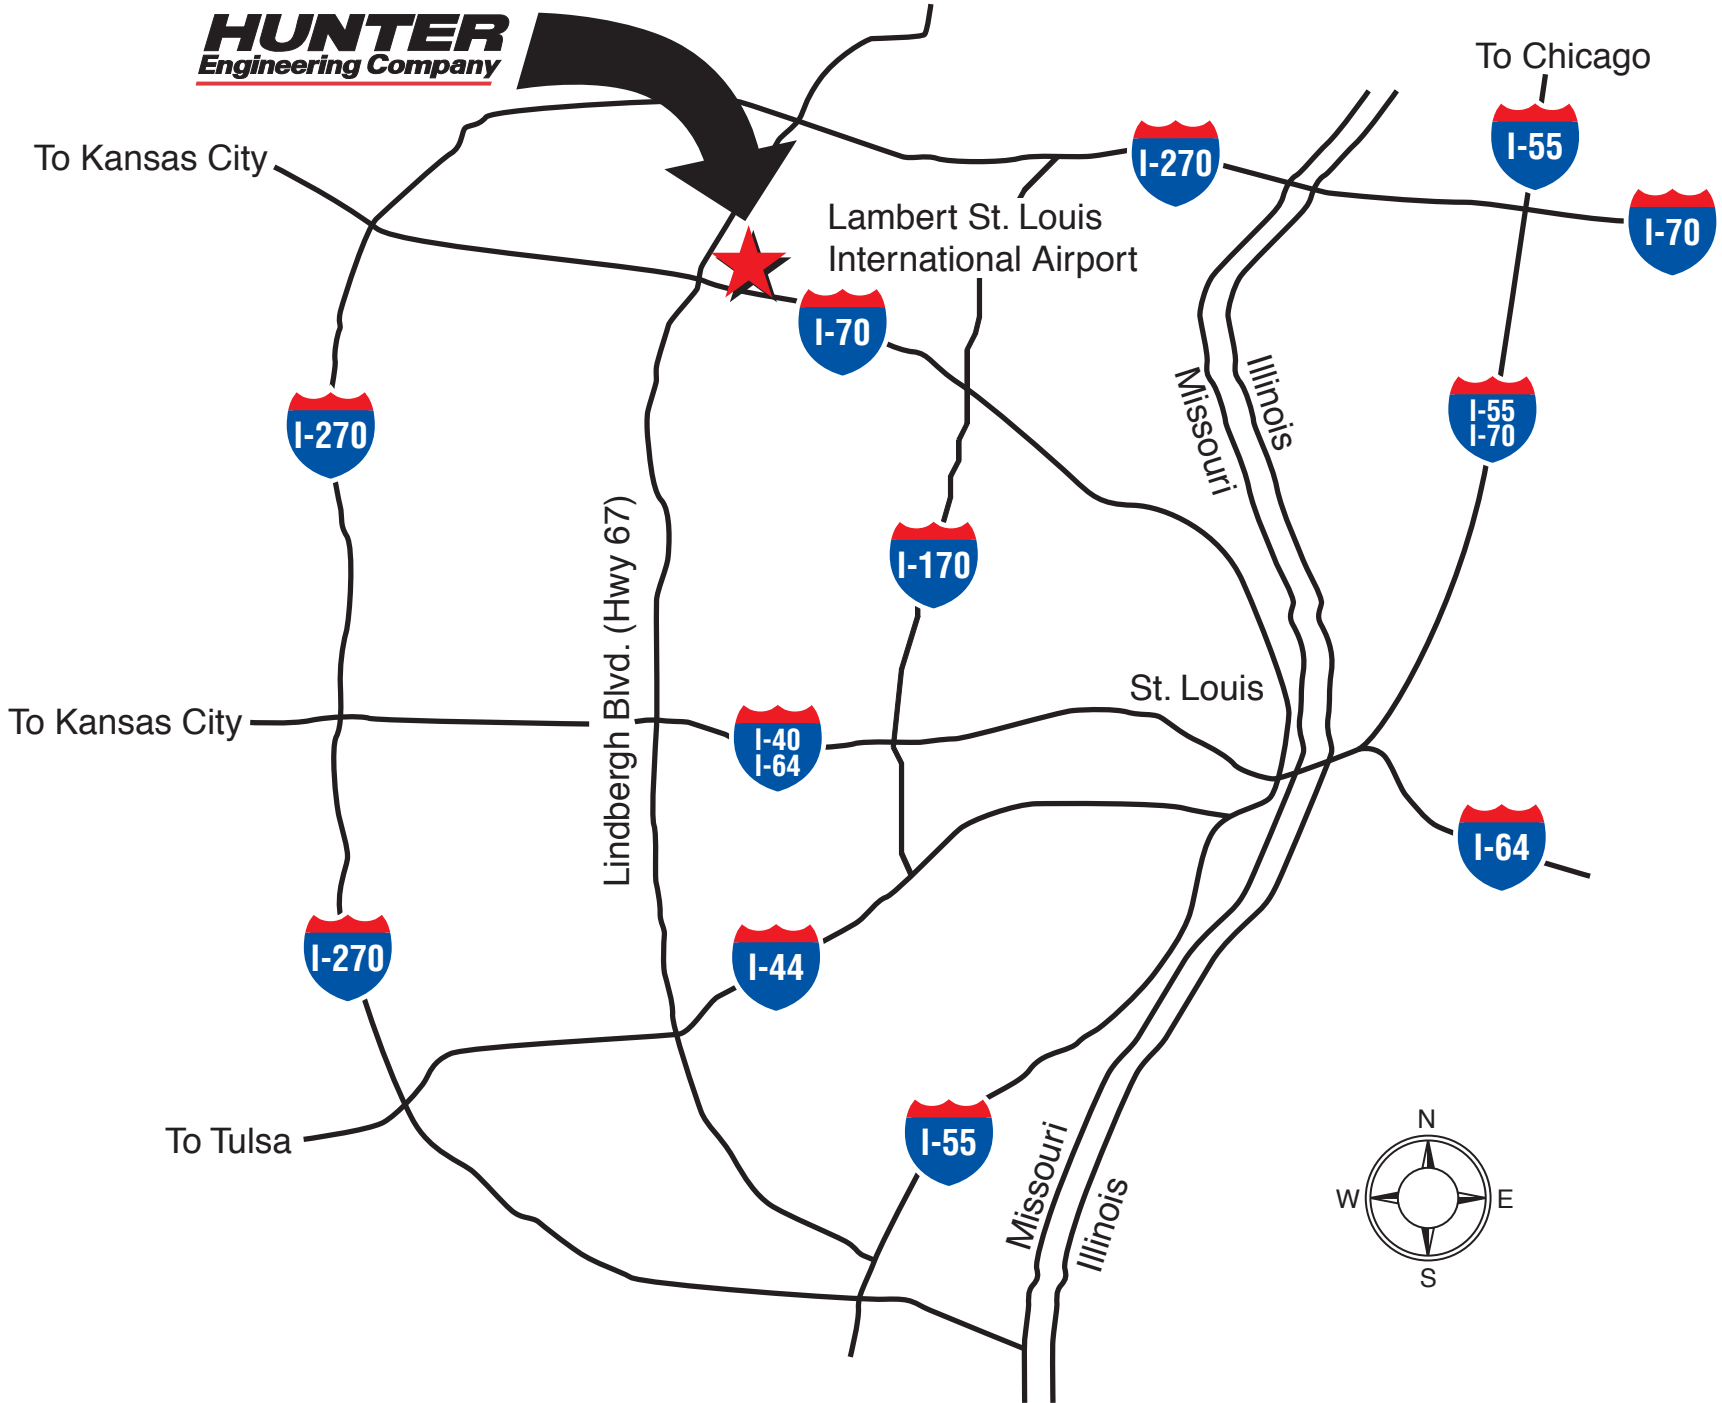 HUNTER
Engineering Company
To Chicago
I-55
To Kansas City
I-270
Lambert St. Louis
International Airport
I-70
I-70
Missouri
Illinois
I-55
I-70
I-270
Lindbergh Blvd. (Hwy 67)
I-170
St. Louis
To Kansas City
I-40
I-64
I-64
I-270
I-44
To Tulsa
I-55
Missouri
Illinois
N
W
E
S